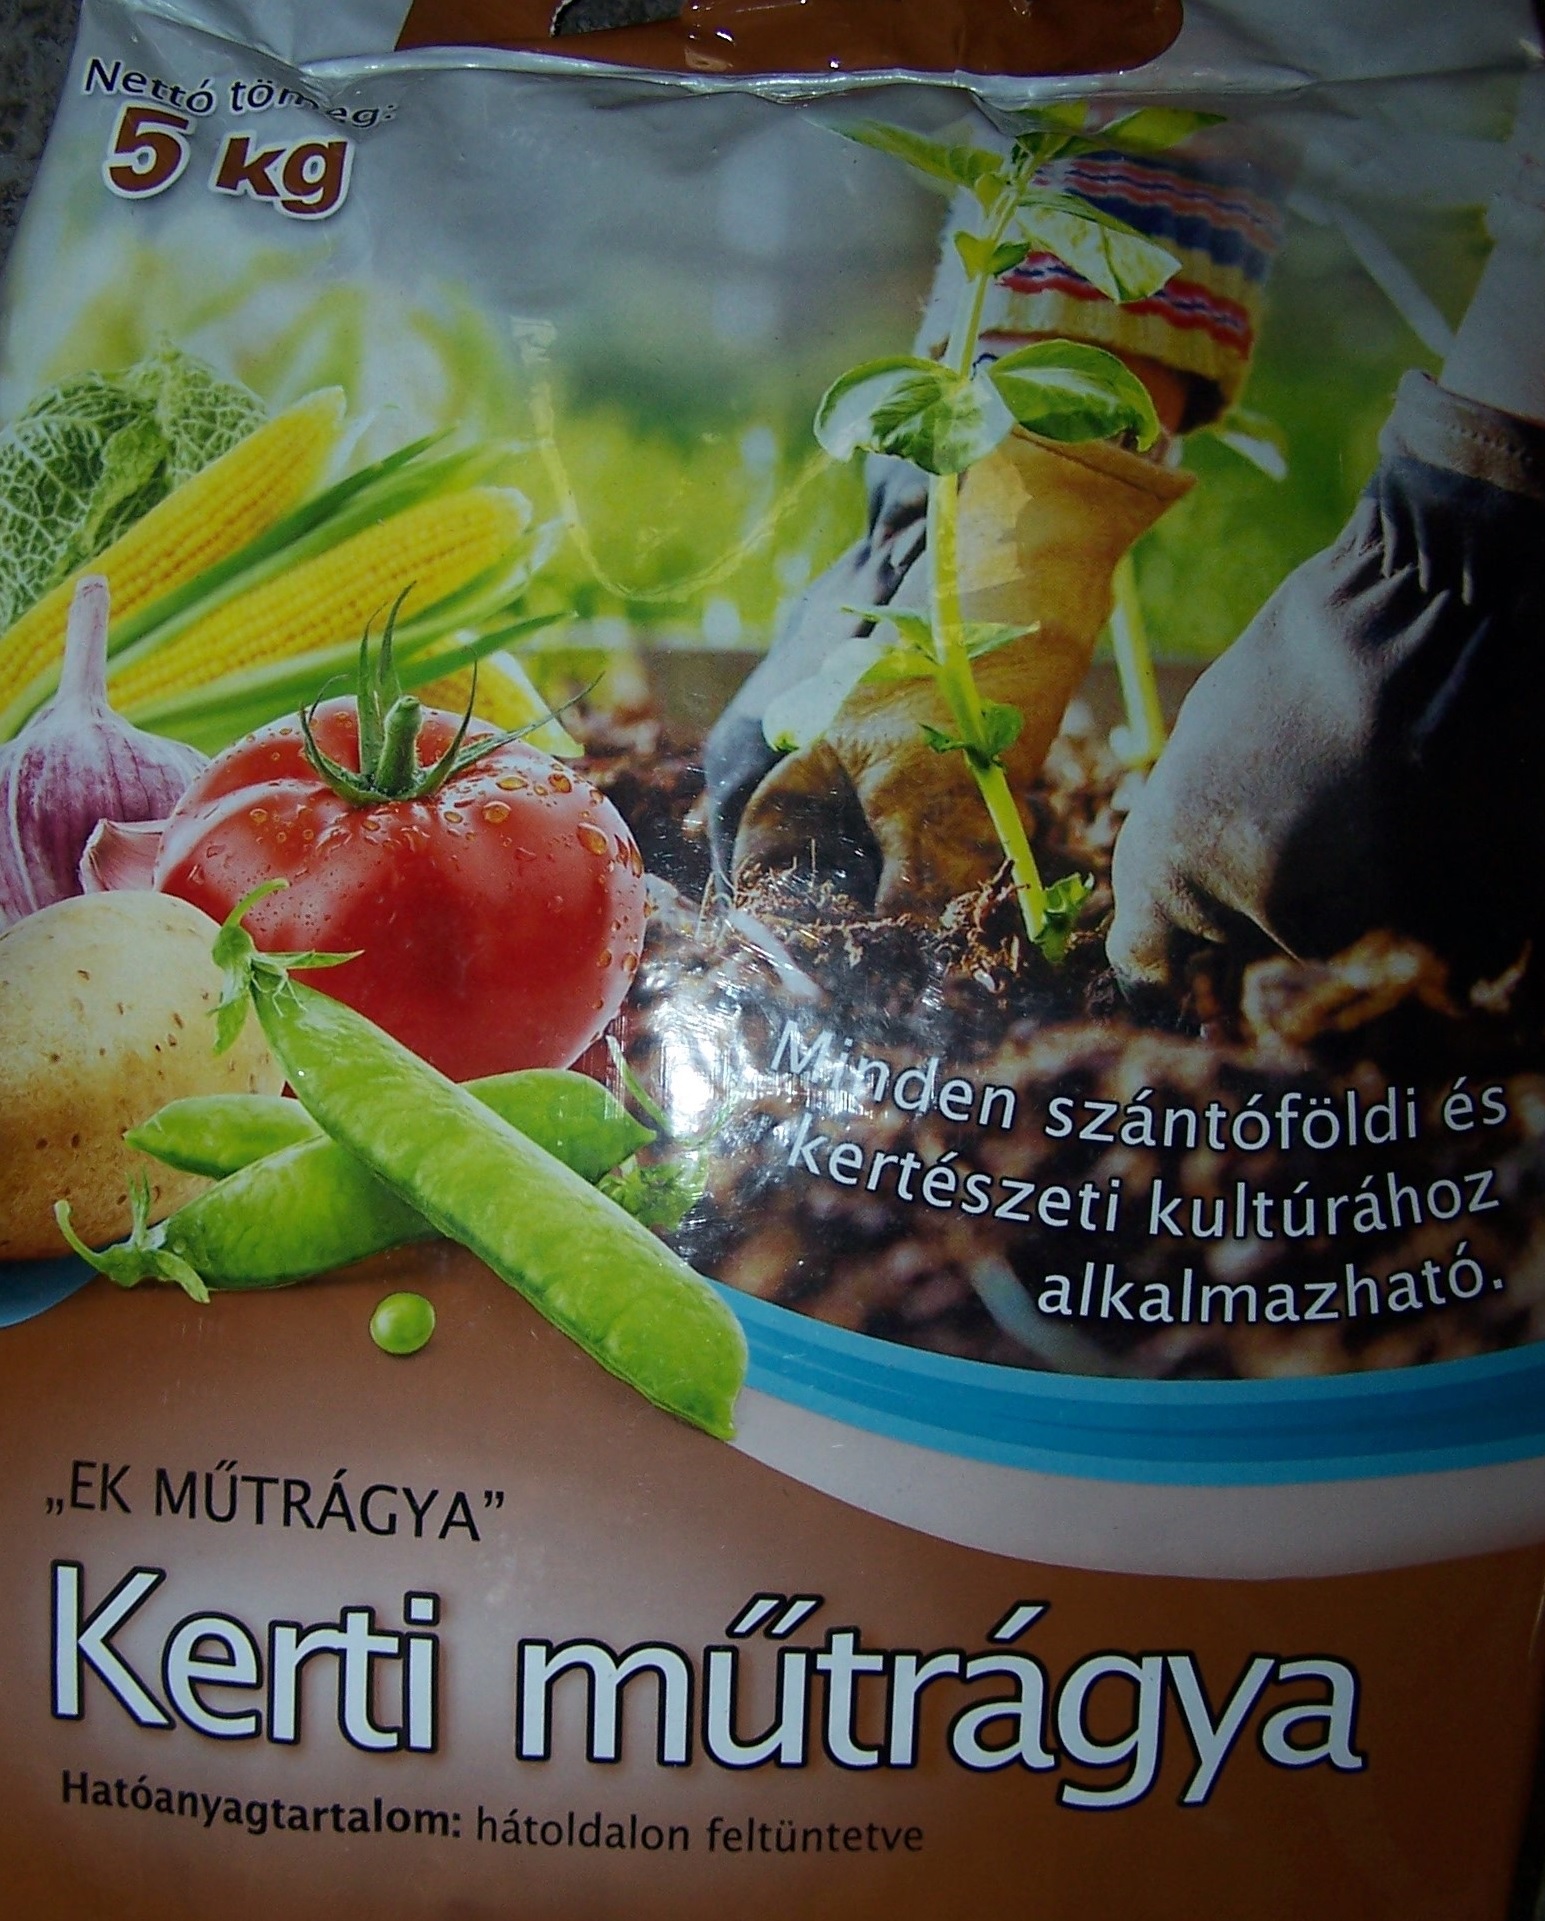 Nettó tömeg:
5 kg
Minden szántóföldi és
kertészeti kultúrához
alkalmazható.
„EK MŰTRÁGYA”
Kerti műtrágya
Hatóanyagtartalom: hátoldalon feltüntetve